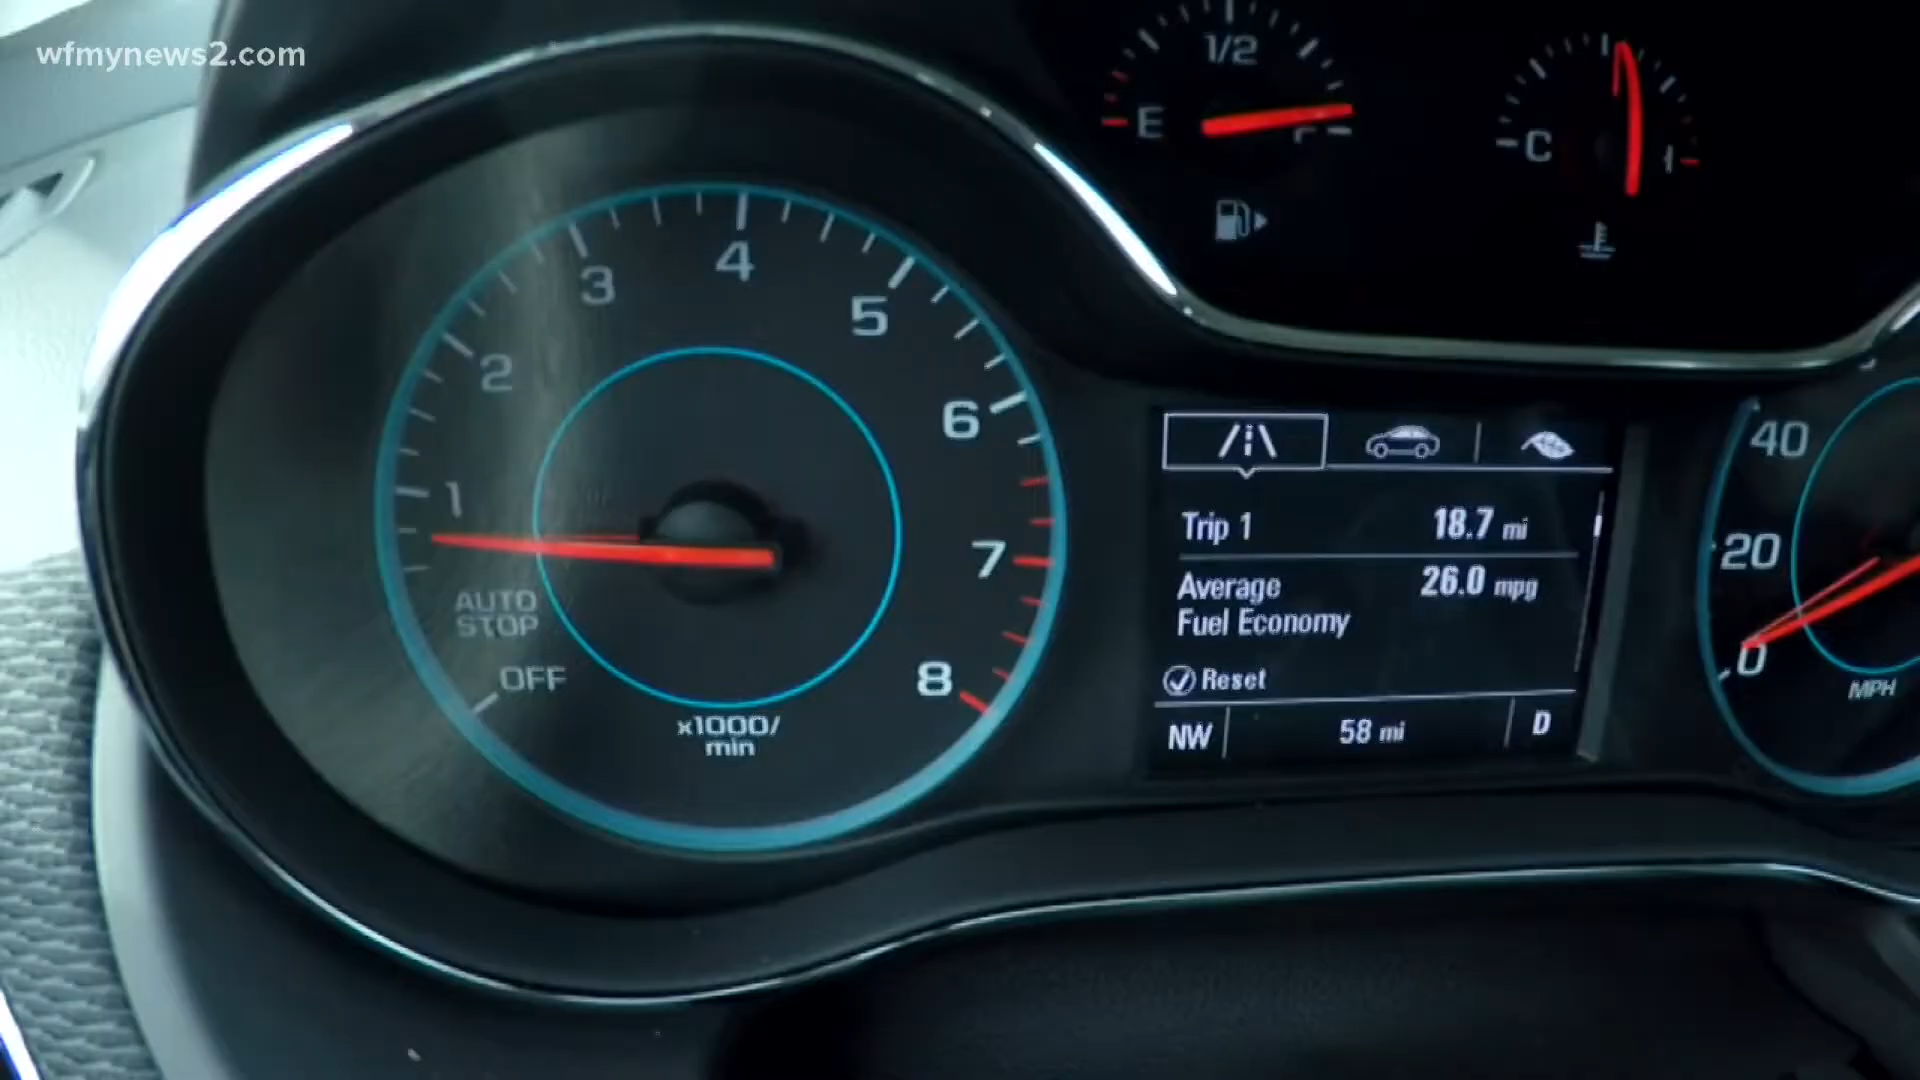 wfmynews2.com
E 1/2
C
1 2 3 4 5 6 7 8
AUTO
STOP
OFF
x1000/
min
Trip 1 18.7 mi
Average 26.0 mpg
Fuel Economy
Reset
NW 58 mi D
40
20
0
MPH